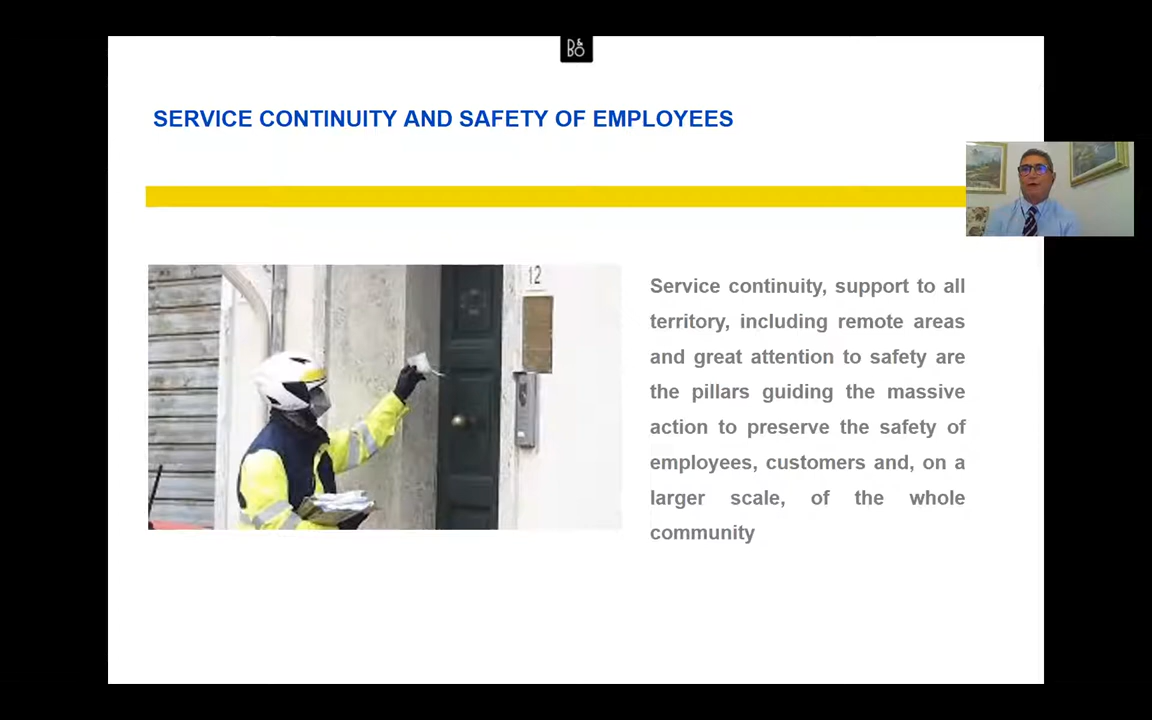 B&O
SERVICE CONTINUITY AND SAFETY OF EMPLOYEES
12
Service continuity, support to all
territory, including remote areas
and great attention to safety are
the pillars guiding the massive
action to preserve the safety of
employees, customers and, on a
larger scale, of the whole
community